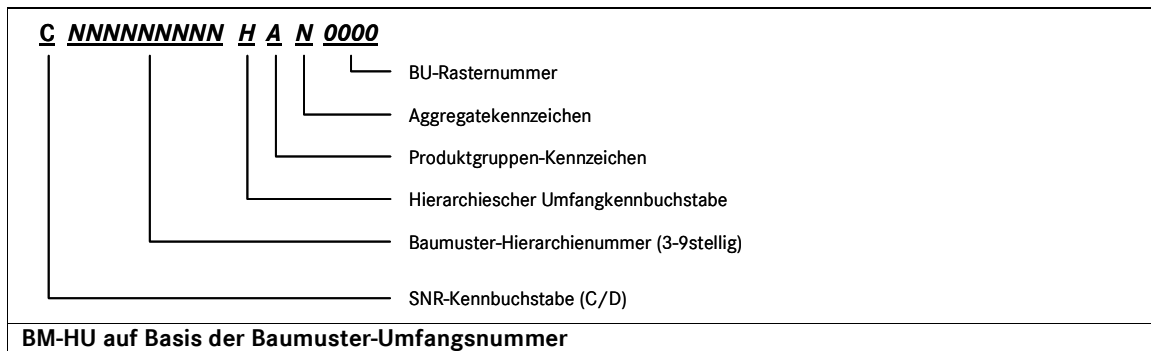 C NNNNNNNNN H A N 0000
BU-Rasternummer
Aggregatekennzeichen
Produktgruppen-Kennzeichen
Hierarchiescher Umfangkennbuchstabe
Baumuster-Hierarchienummer (3-9stellig)
SNR-Kennbuchstabe (C/D)
BM-HU auf Basis der Baumuster-Umfangsnummer